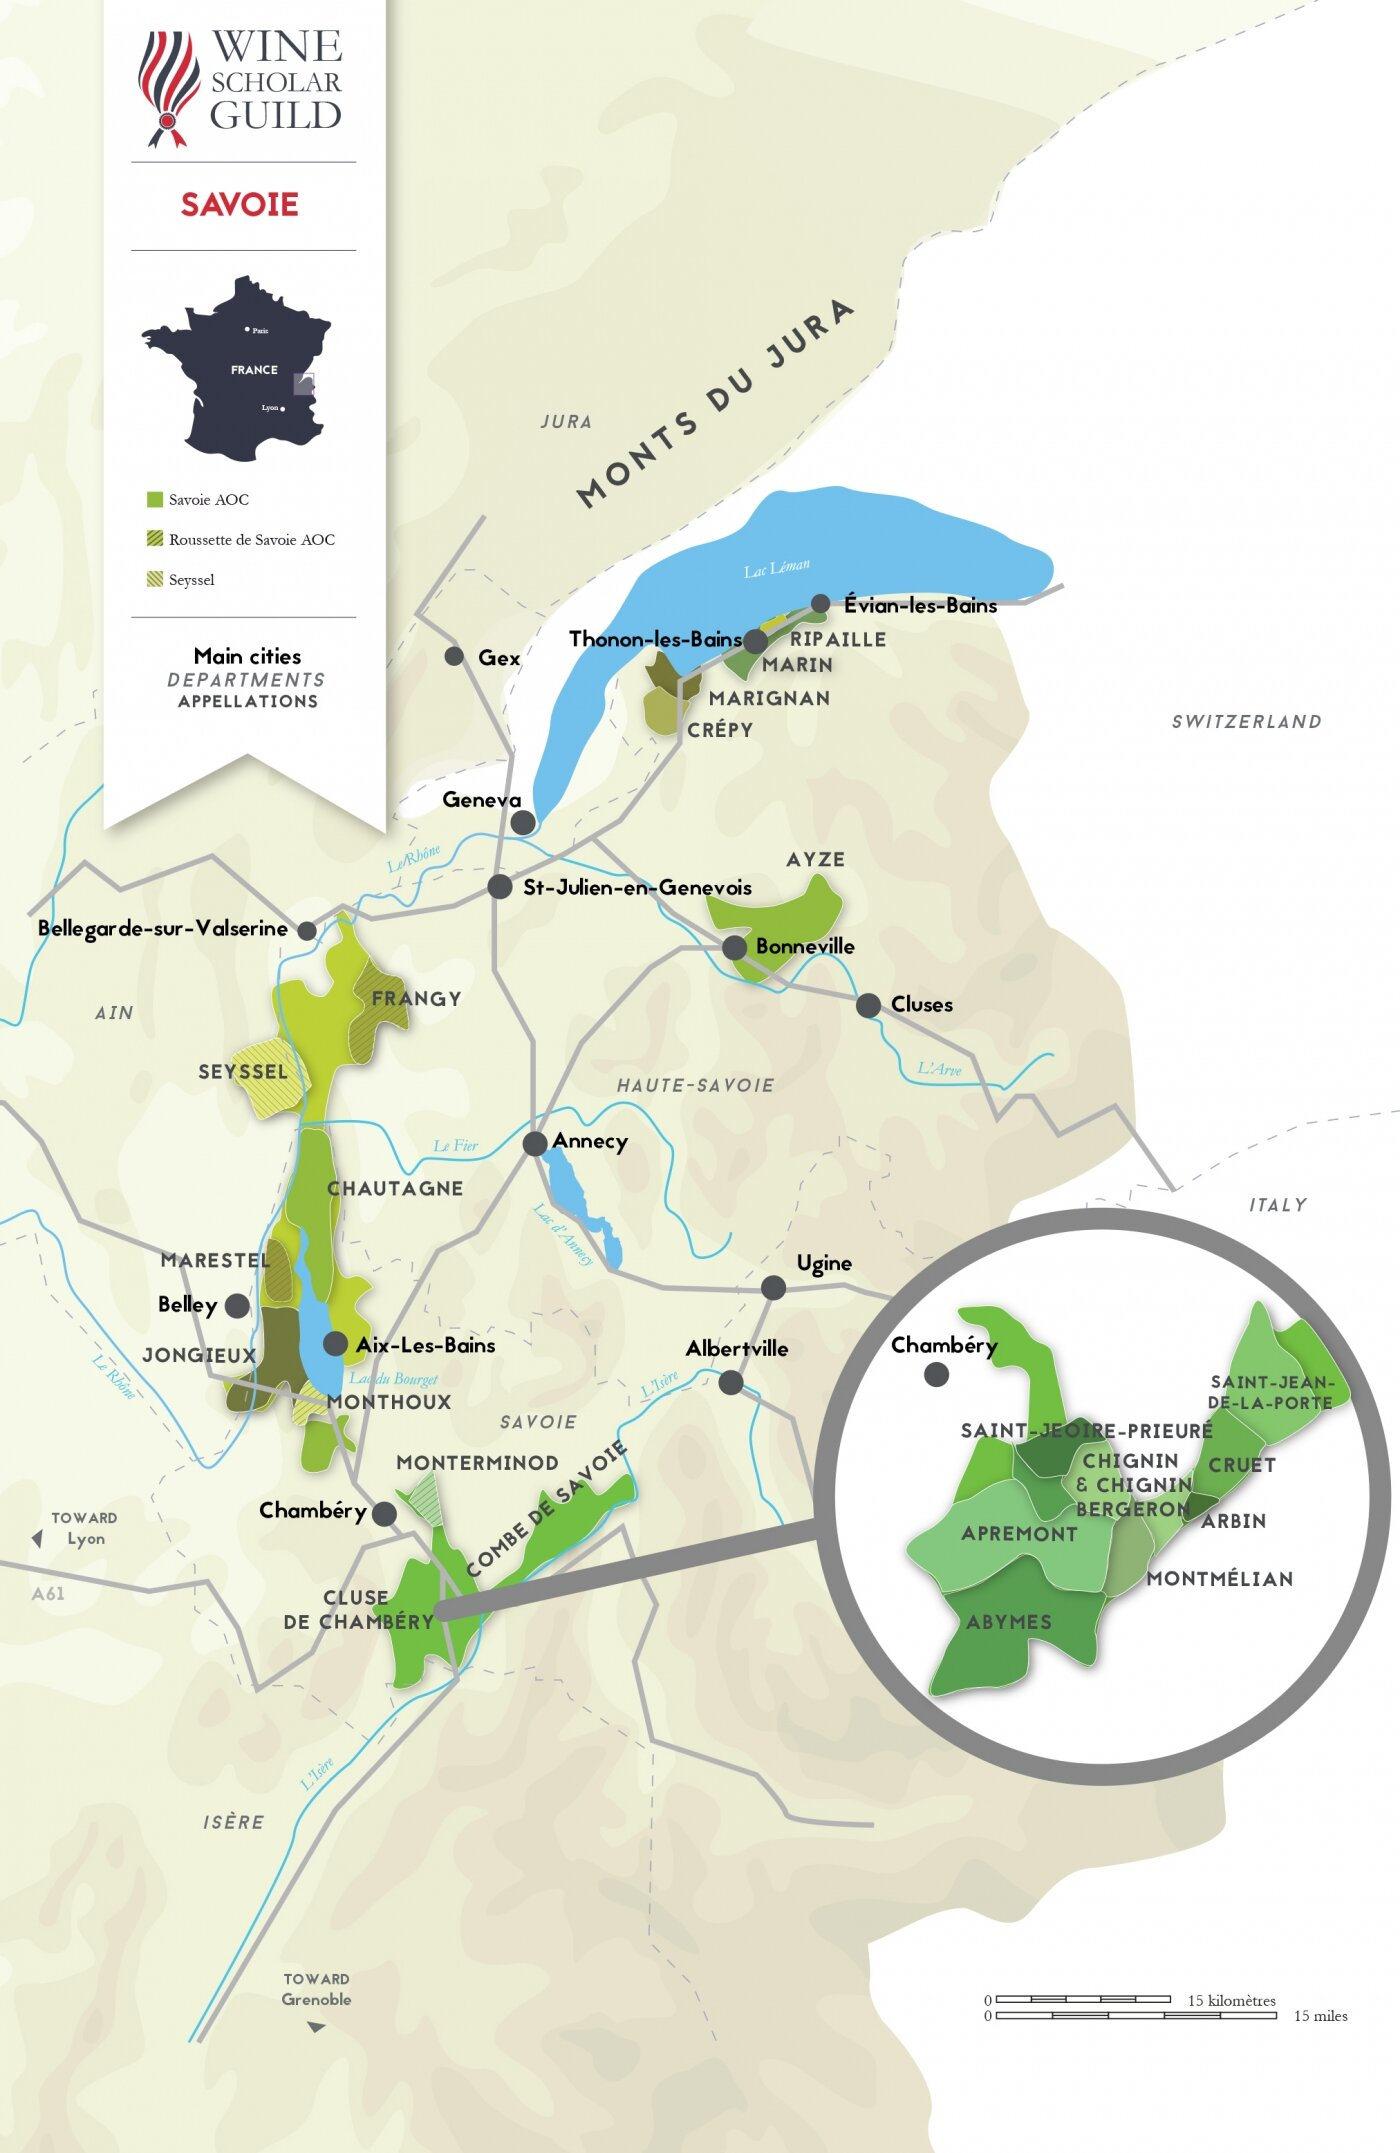 WINE
SCHOLAR
GUILD
SAVOIE
Paris
FRANCE
Lyon
Savoie AOC
Roussette de Savoie AOC
Seyssel
Main cities
DEPARTMENTS
APPELLATIONS
MONTS DU JURA
JURA
Lac Léman
Évian-les-Bains
Thonon-les-Bains
RIPAILLE
MARIN
Gex
MARIGNAN
CRÉPY
SWITZERLAND
Geneva
Le Rhône
AYZE
St-Julien-en-Genevois
Bellegarde-sur-Valserine
Bonneville
FRANGY
Cluses
AIN
SEYSSEL
L'Arve
HAUTE-SAVOIE
Le Fier
Annecy
CHAUTAGNE
Lac d'Annecy
ITALY
MARESTEL
Ugine
Belley
Aix-Les-Bains
Albertville
JONGIEUX
Le Rhône
Lac du Bourget
L'Isère
MONTHOUX
SAVOIE
MONTERMINOD
COMBE DE SAVOIE
Chambéry
TOWARD
Lyon
A61
CLUSE
DE CHAMBÉRY
Chambéry
SAINT-JEAN-
DE-LA-PORTE
SAINT-JEOIRE-PRIEURÉ
CHIGNIN
& CHIGNIN
BERGERON
CRUET
ARBIN
APREMONT
MONTMÉLIAN
ABYMES
L'Isère
ISÈRE
TOWARD
Grenoble
0 15 kilomètres
0 15 miles